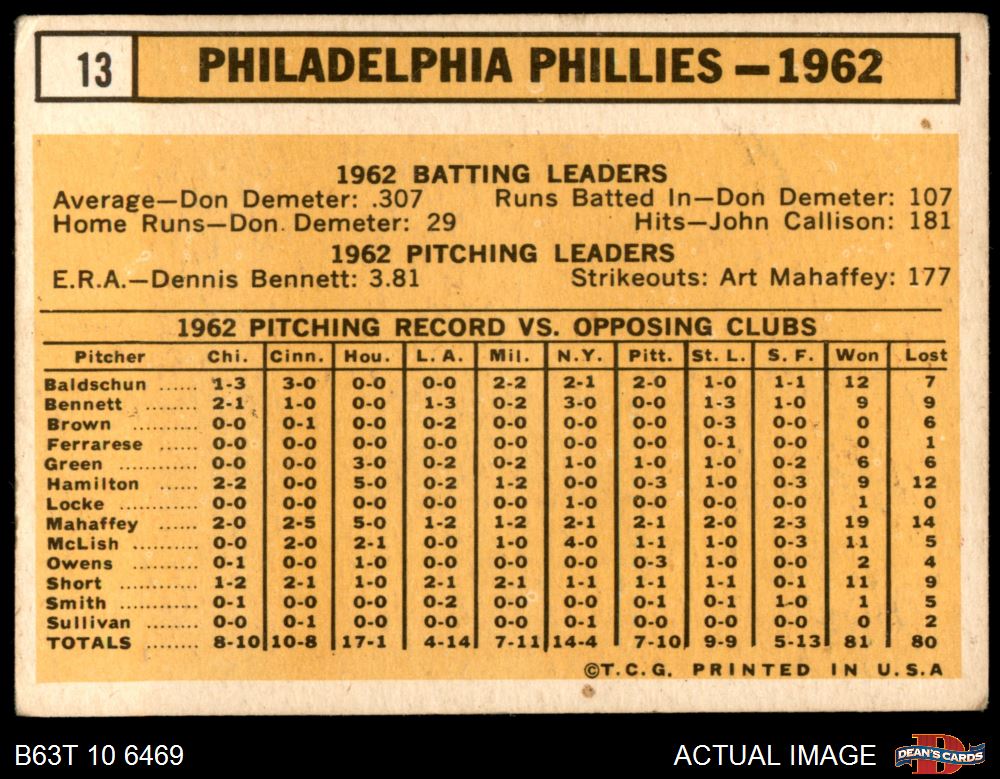 13 PHILADELPHIA PHILLIES — 1962
1962 BATTING LEADERS
Average—Don Demeter: .307 Runs Batted In—Don Demeter: 107
Home Runs—Don Demeter: 29 Hits—John Callison: 181
1962 PITCHING LEADERS
E.R.A.—Dennis Bennett: 3.81 Strikeouts: Art Mahaffey: 177
1962 PITCHING RECORD VS. OPPOSING CLUBS
Pitcher Chi. Cinn. Hou. L.A. Mil. N.Y. Pitt. St. L. S. F. Won Lost
Baldschun ...... 1-3 3-0 0-0 0-0 2-2 2-1 2-0 1-0 1-1 12 7
Bennett ........ 2-1 1-0 0-0 1-3 0-2 3-0 0-0 1-3 1-0 9 9
Brown .......... 0-0 0-1 0-0 0-2 0-0 0-0 0-0 0-3 0-0 0 6
Ferrarese ...... 0-0 0-0 0-0 0-0 0-0 0-0 0-0 0-1 0-0 0 1
Green .......... 0-0 0-0 3-0 0-2 0-2 1-0 1-0 1-0 0-2 6 6
Hamilton ...... 2-2 0-0 5-0 0-2 1-2 0-0 0-3 1-0 0-3 9 12
Locke .......... 0-0 0-0 0-0 0-0 0-0 1-0 0-0 0-0 0-0 1 0
Mahaffey ...... 2-0 2-5 5-0 1-2 1-2 2-1 2-1 2-0 2-3 19 14
McLish .......... 0-0 2-0 2-1 0-0 1-0 4-0 1-1 1-0 0-3 11 5
Owens .......... 0-1 0-0 1-0 0-0 0-0 0-0 0-3 0-0 0-0 2 4
Short ............ 1-2 2-1 1-0 2-1 2-1 1-1 1-1 1-1 0-1 11 9
Smith ............ 0-1 0-0 0-0 0-2 0-0 0-0 0-1 0-1 1-0 1 5
Sullivan ........ 0-0 0-1 0-0 0-0 0-0 0-1 0-0 0-0 0-0 0 2
TOTALS ........ 8-10 10-8 17-1 4-14 7-11 14-4 7-10 9-9 5-13 81 80
©T.C.G. PRINTED IN U.S.A
B63T 10 6469 ACTUAL IMAGE DEAN'S CARDS